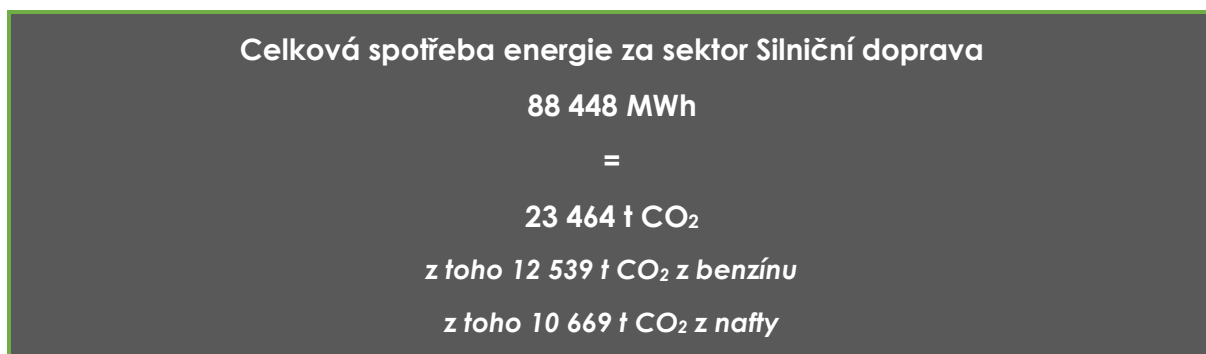 Celková spotřeba energie za sektor Silniční doprava
88 448 MWh
=
23 464 t CO₂
z toho 12 539 t CO₂ z benzínu
z toho 10 669 t CO₂ z nafty